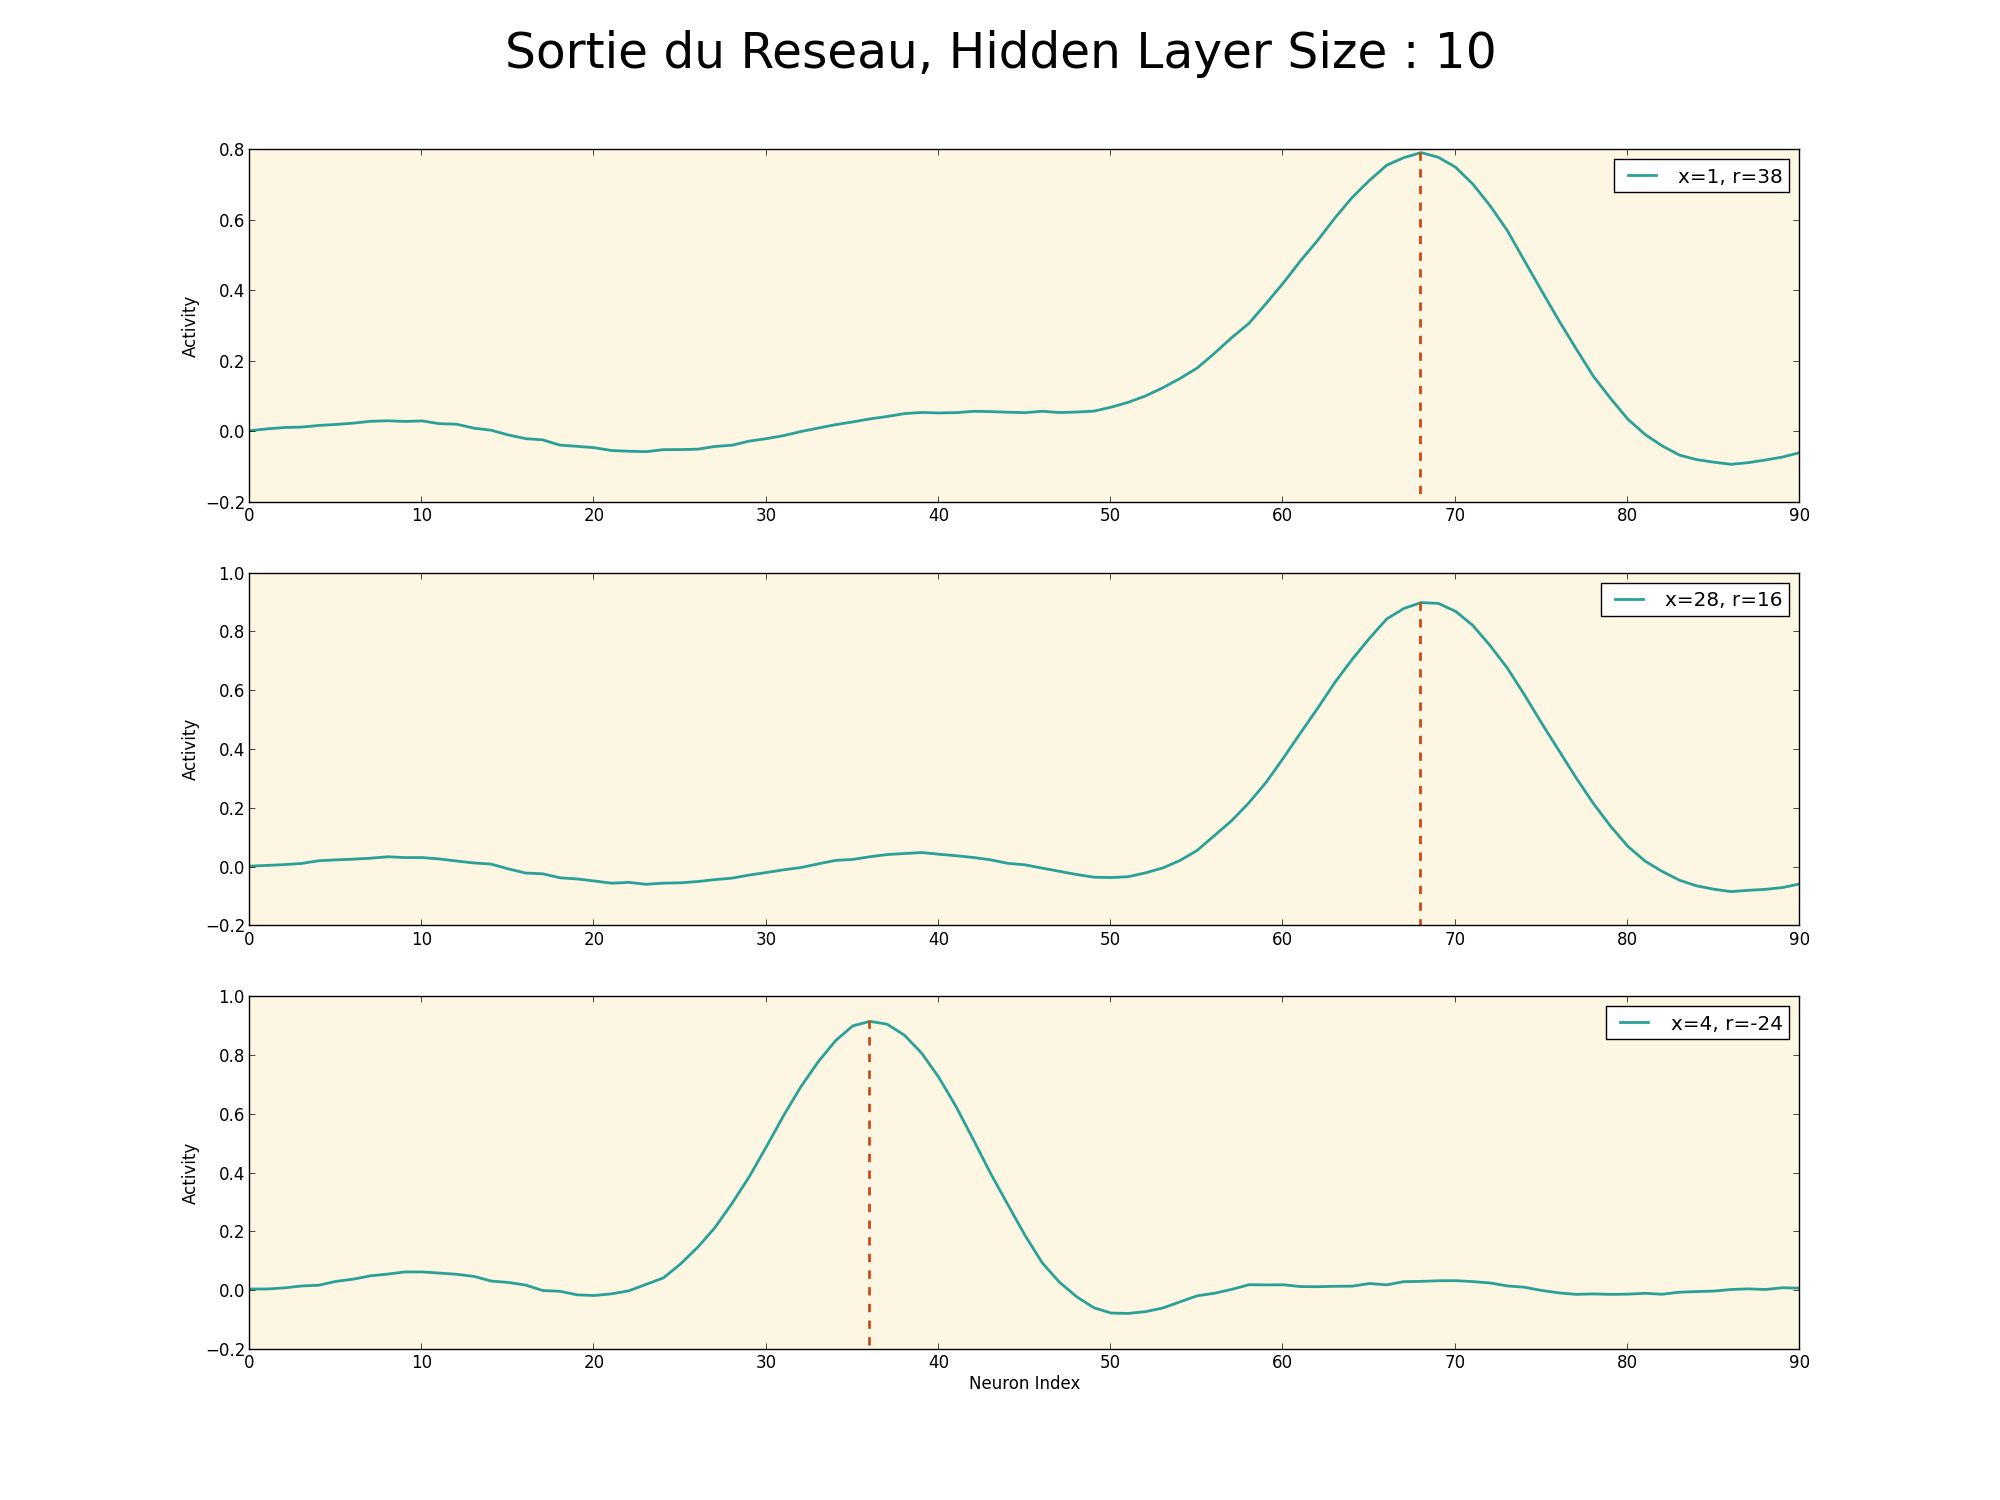 Sortie du Reseau, Hidden Layer Size : 10
0.8
0.6
0.4
0.2
0.0
−0.2
Activity
x=1, r=38
0 10 20 30 40 50 60 70 80 90
1.0
0.8
0.6
0.4
0.2
0.0
−0.2
Activity
x=28, r=16
0 10 20 30 40 50 60 70 80 90
1.0
0.8
0.6
0.4
0.2
0.0
−0.2
Activity
x=4, r=-24
0 10 20 30 40 50 60 70 80 90
Neuron Index